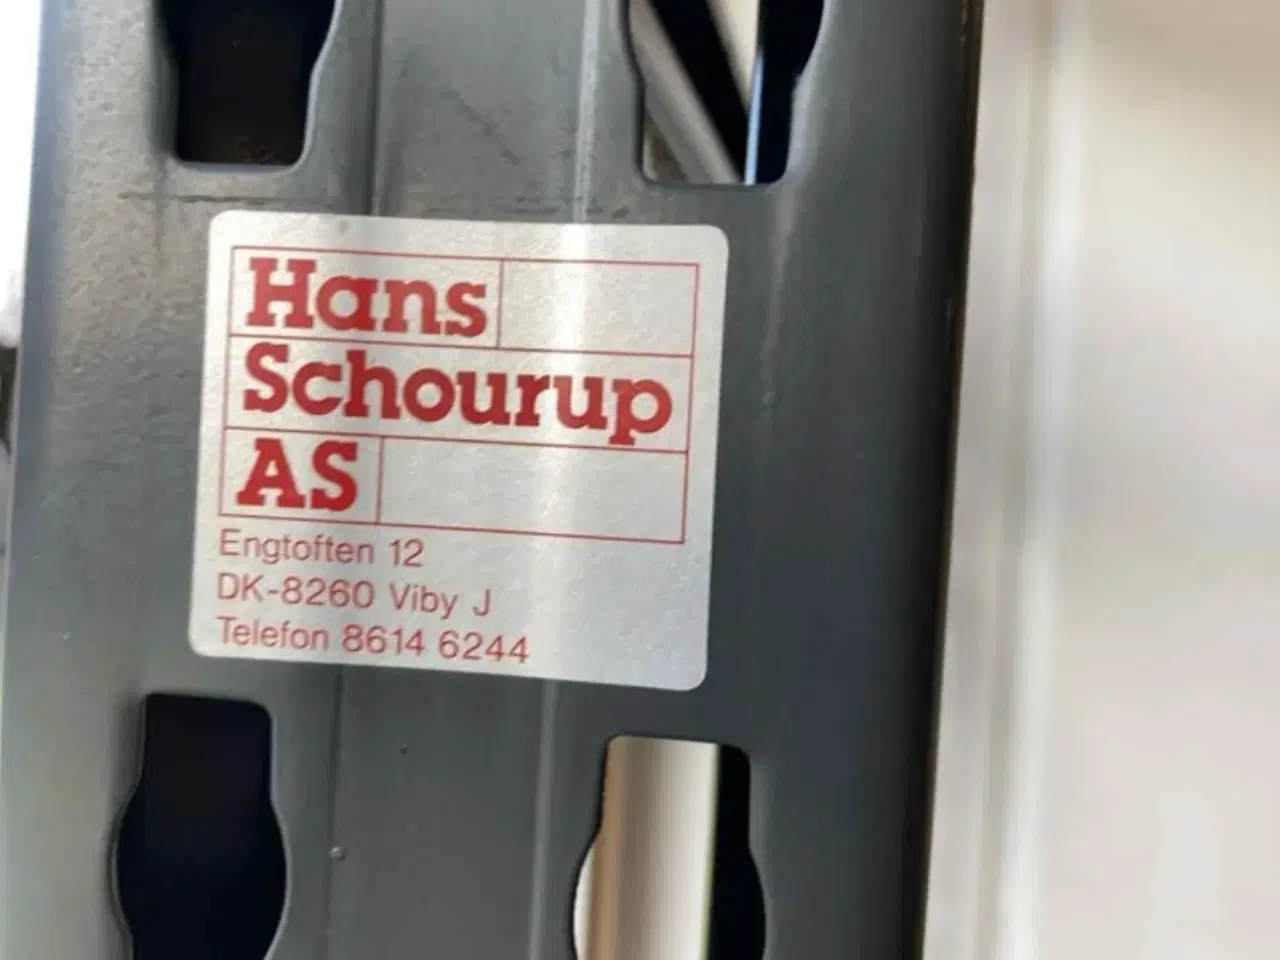 Hans
Schourup
AS
Engtoften 12
DK-8260 Viby J
Telefon 8614 6244